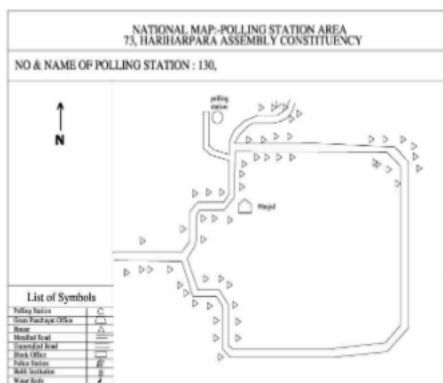 NATIONAL MAP:-POLLING STATION AREA
73, HARIHARPARA ASSEMBLY CONSTITUENCY
NO & NAME OF POLLING STATION : 130,
polling
station
N
Masjid
List of Symbols
Polling Station
Gram Panchayat Office
House
Metalled Road
Unmetalled Road
Block Office
Police Station
Helth Institution
Water Body